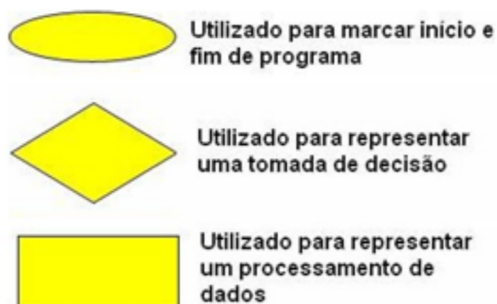 Utilizado para marcar início e
fim de programa
Utilizado para representar
uma tomada de decisão
Utilizado para representar
um processamento de
dados